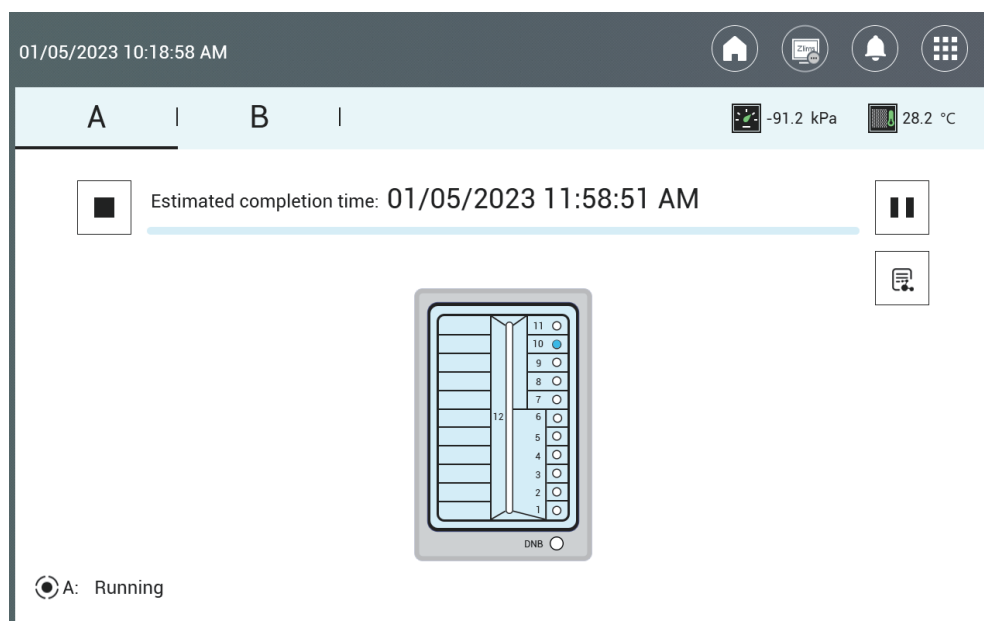 01/05/2023 10:18:58 AM
Zlims
A B
-91.2 kPa 28.2 °C
Estimated completion time: 01/05/2023 11:58:51 AM
11
10
9
8
7
12 6
5
4
3
2
1
DNB
A: Running